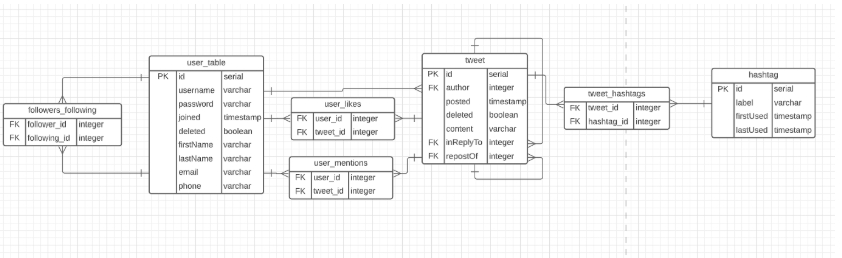 user_table
PK id serial
username varchar
password varchar
joined timestamp
deleted boolean
firstName varchar
lastName varchar
email varchar
phone varchar
followers_following
FK follower_id integer
FK following_id integer
user_likes
FK user_id integer
FK tweet_id integer
user_mentions
FK user_id integer
FK tweet_id integer
tweet
PK id serial
FK author integer
posted timestamp
deleted boolean
content varchar
FK inReplyTo integer
FK repostOf integer
tweet_hashtags
FK tweet_id integer
FK hashtag_id integer
hashtag
PK id serial
label varchar
firstUsed timestamp
lastUsed timestamp